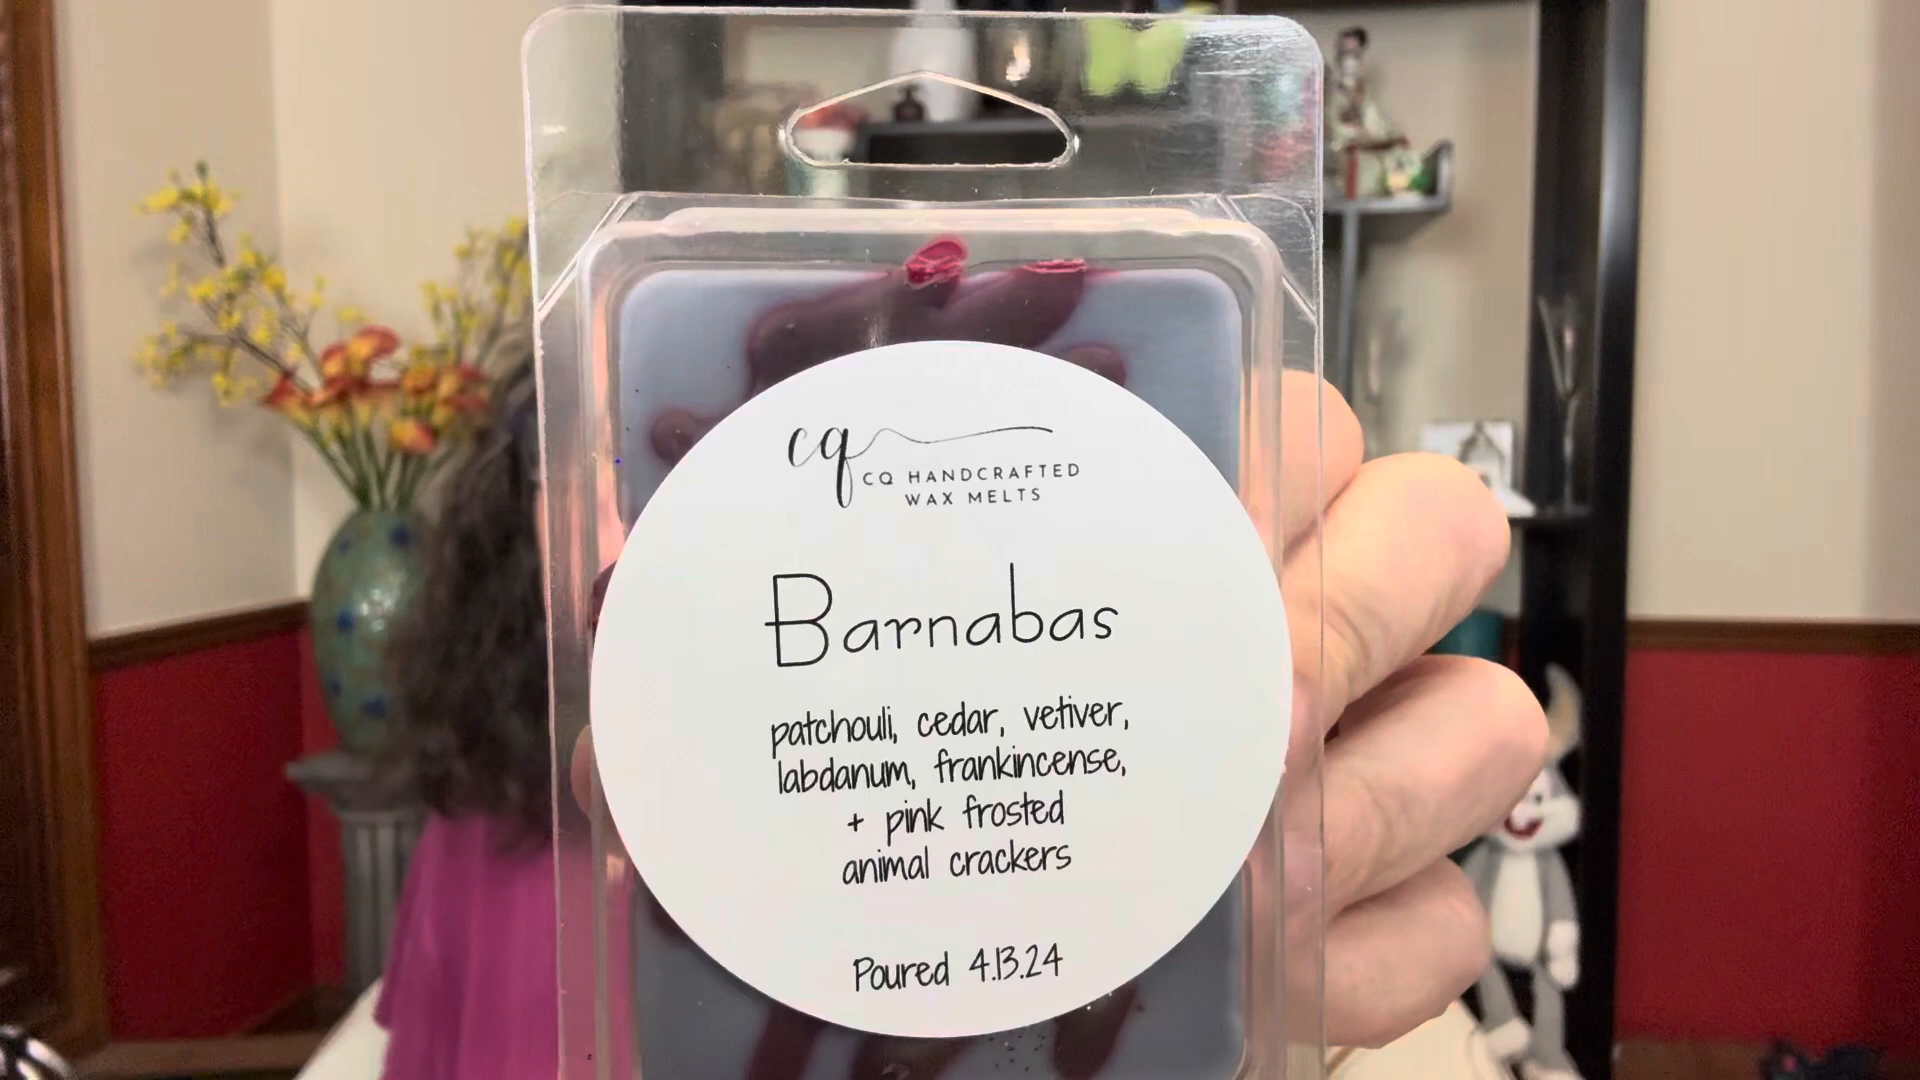 cq
CQ HANDCRAFTED
WAX MELTS
Barnabas
patchouli, cedar, vetiver,
labdanum, frankincense,
+ pink frosted
animal crackers
Poured 4.13.24